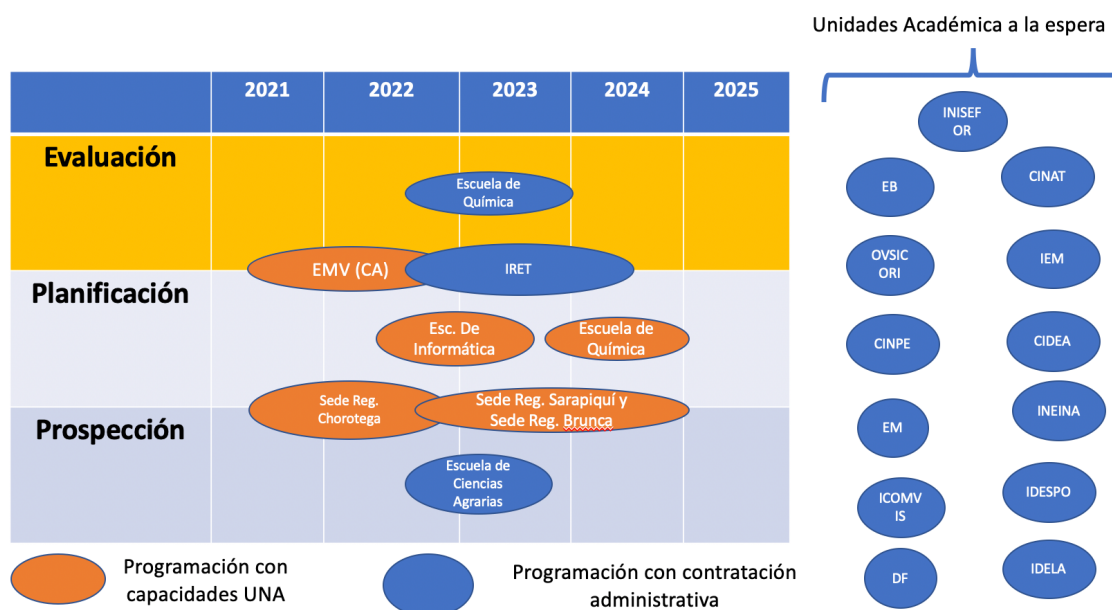 Unidades Académica a la espera
2021
2022
2023
2024
2025
Evaluación
Escuela de
Química
EMV (CA)
IRET
Planificación
Esc. De
Informática
Escuela de
Química
Sede Reg.
Chorotega
Sede Reg. Sarapiquí y
Sede Reg. Brunca
Prospección
Escuela de
Ciencias
Agrarias
INISEF
OR
EB
CINAT
OVSIC
ORI
IEM
CINPE
CIDEA
EM
INEINA
ICOMV
IS
IDESPO
DF
IDELA
Programación con
capacidades UNA
Programación con contratación
administrativa